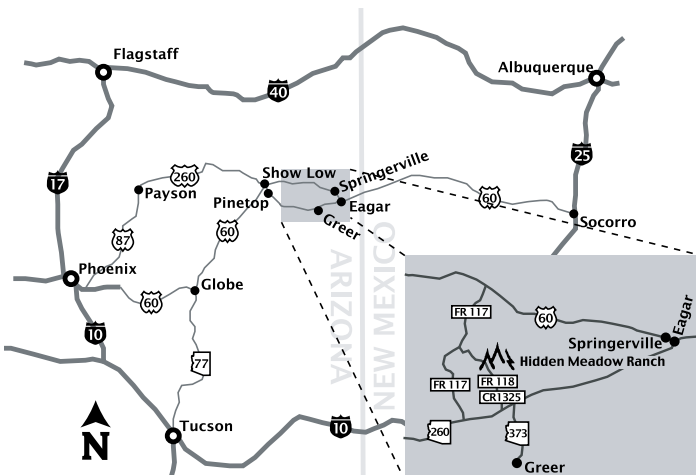 Flagstaff
40
Albuquerque
17
25
260
Show Low
Springerville
Payson
Pinetop
Eagar
60
Greer
Socorro
87
60
Phoenix
Globe
60
10
77
ARIZONA
NEW MEXICO
N
Tucson
10
FR 117
60
Eagar
Springerville
Hidden Meadow Ranch
FR 117
FR 118
CR1325
260
373
Greer